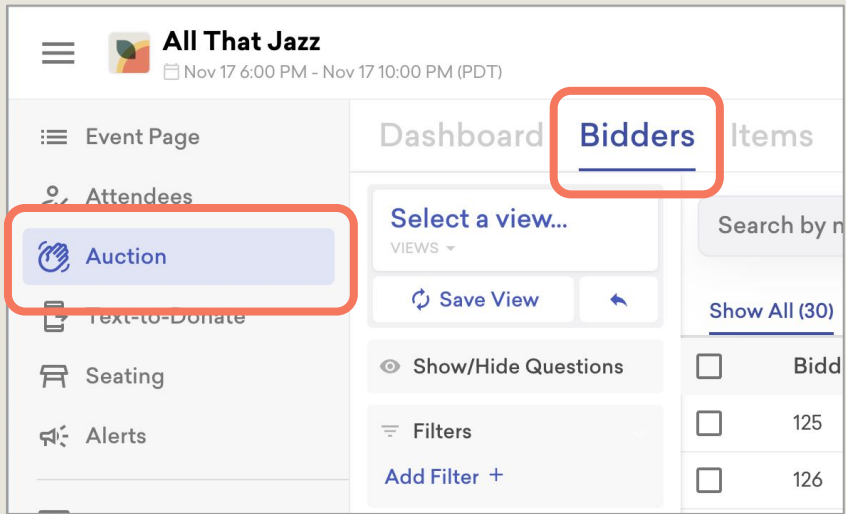 All That Jazz
Nov 17 6:00 PM - Nov 17 10:00 PM (PDT)
Event Page
Attendees
Auction
Text-to-Donate
Seating
Alerts
Dashboard Bidders Items
Select a view...
VIEWS
Save View
Show/Hide Questions
Filters
Add Filter +
Search by n
Show All (30)
Bidd
125
126